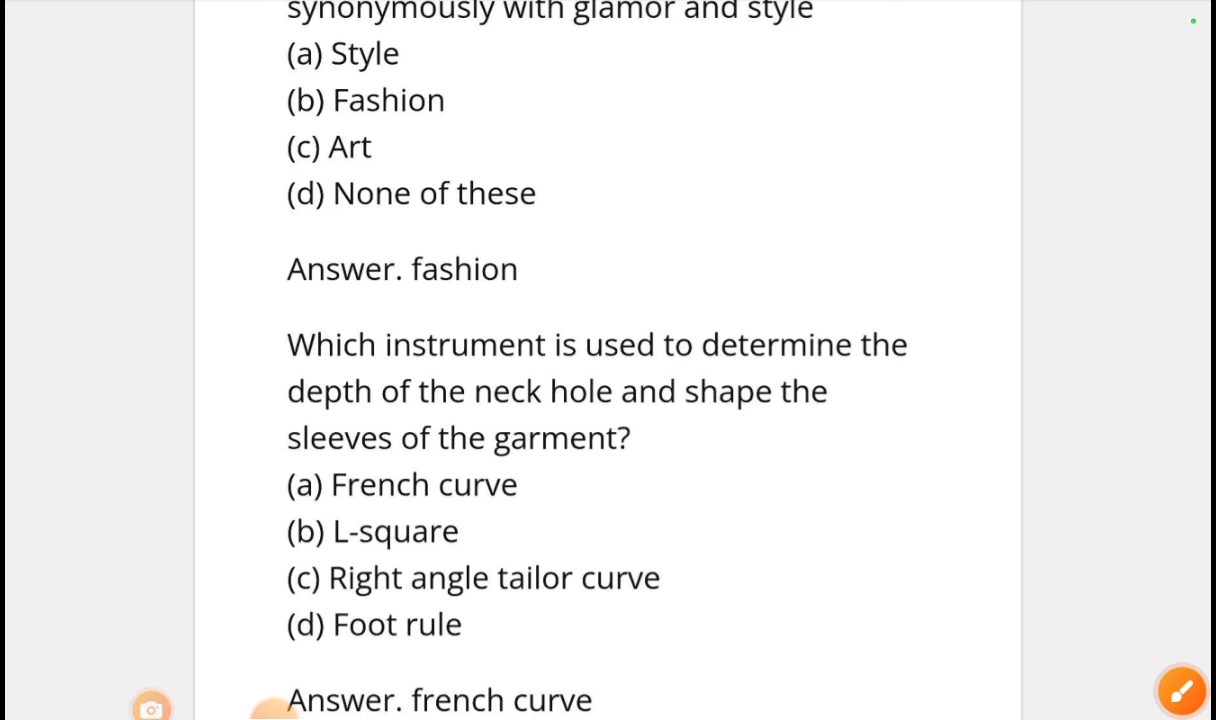 synonymously with glamor and style
(a) Style
(b) Fashion
(c) Art
(d) None of these
Answer. fashion
Which instrument is used to determine the
depth of the neck hole and shape the
sleeves of the garment?
(a) French curve
(b) L-square
(c) Right angle tailor curve
(d) Foot rule
Answer. french curve